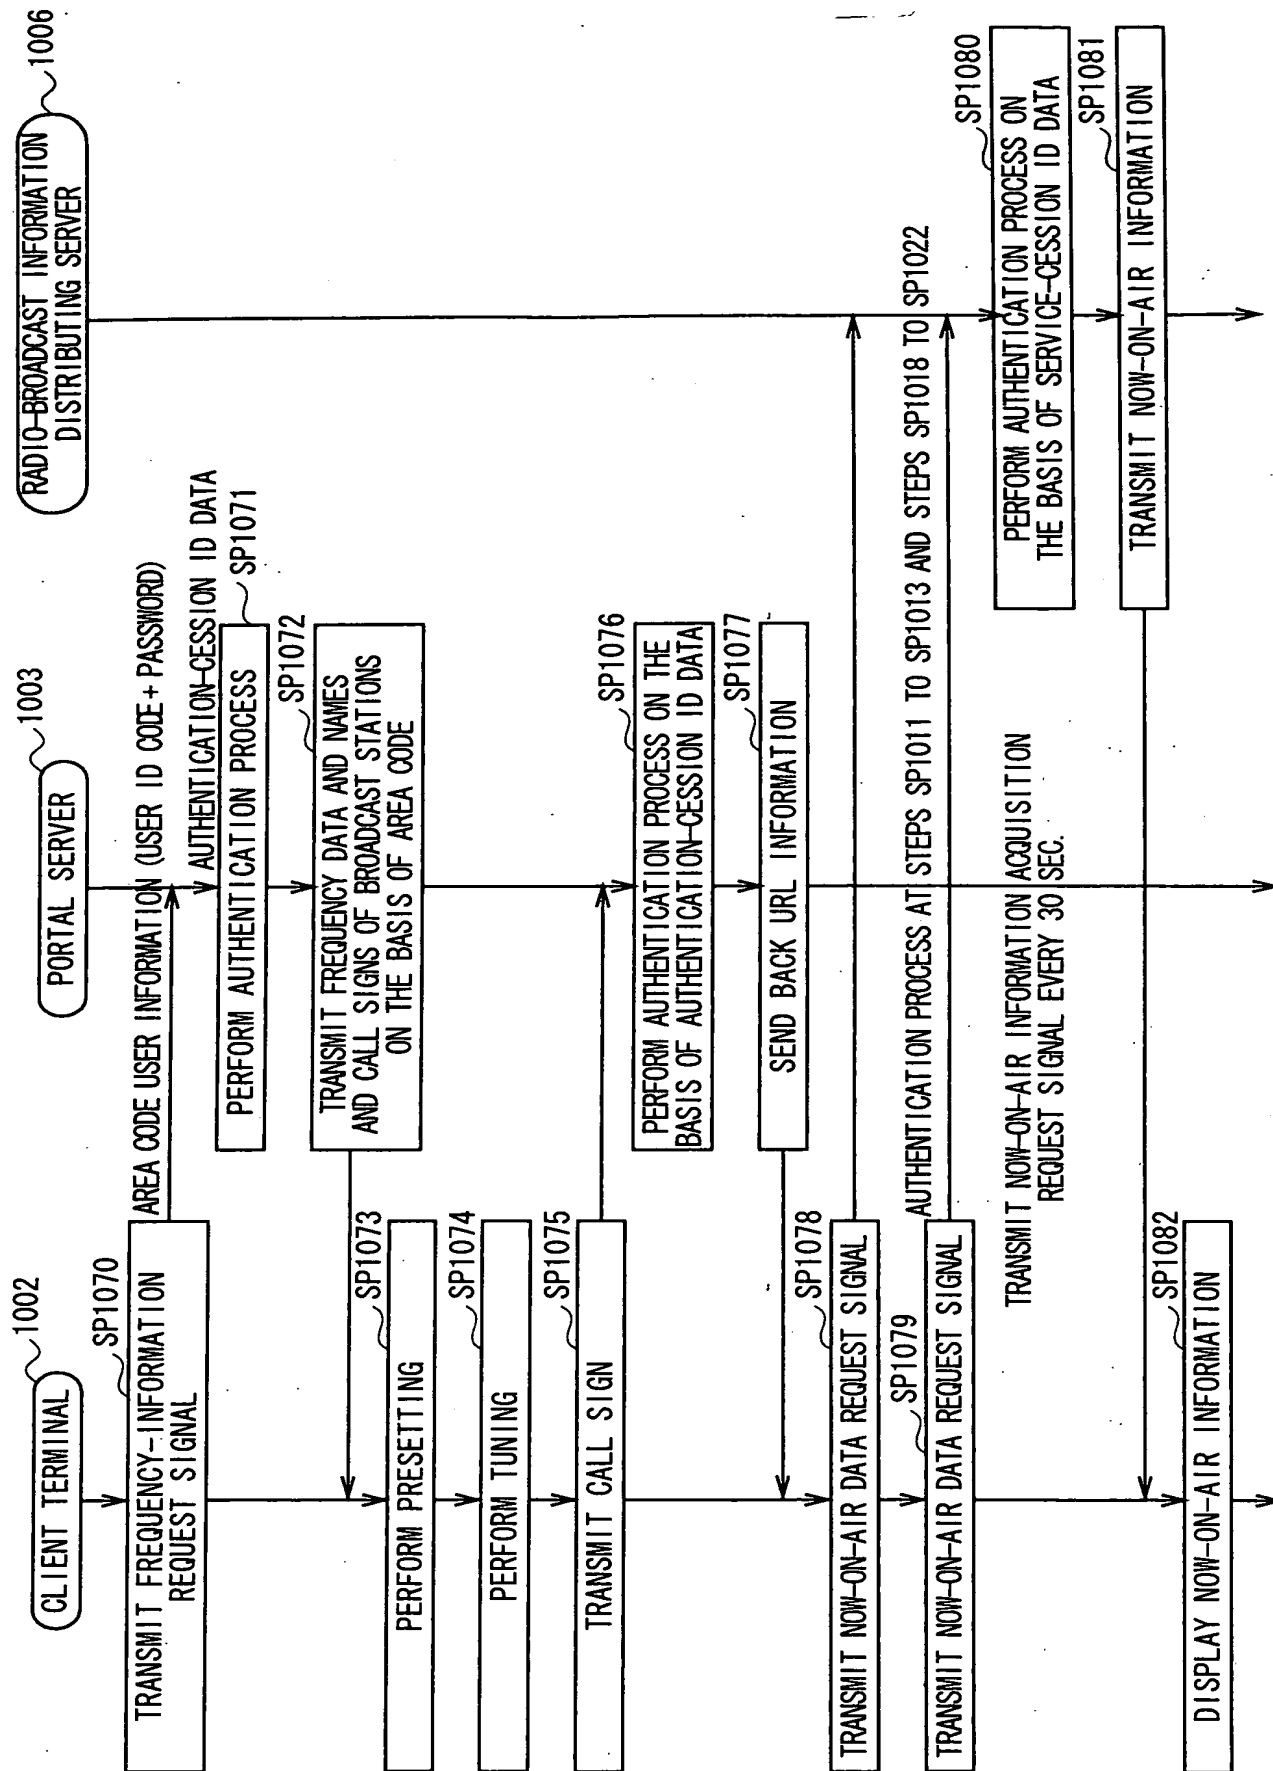 CLIENT TERMINAL
1002
PORTAL SERVER
1003
RADIO-BROADCAST INFORMATION
DISTRIBUTING SERVER
1006
SP1070
TRANSMIT FREQUENCY-INFORMATION
REQUEST SIGNAL
AREA CODE USER INFORMATION (USER ID CODE+PASSWORD)
AUTHENTICATION-CESSION ID DATA
SP1071
PERFORM AUTHENTICATION PROCESS
SP1072
TRANSMIT FREQUENCY DATA AND NAMES
AND CALL SIGNS OF BROADCAST STATIONS
ON THE BASIS OF AREA CODE
SP1073
PERFORM PRESETTING
SP1074
PERFORM TUNING
SP1075
TRANSMIT CALL SIGN
SP1076
PERFORM AUTHENTICATION PROCESS ON THE
BASIS OF AUTHENTICATION-CESSION ID DATA
SP1077
SEND BACK URL INFORMATION
SP1078
TRANSMIT NOW-ON-AIR DATA REQUEST SIGNAL
SP1079
AUTHENTICATION PROCESS AT STEPS SP1011 TO SP1013 AND STEPS SP1018 TO SP1022
TRANSMIT NOW-ON-AIR DATA REQUEST SIGNAL
SP1080
PERFORM AUTHENTICATION PROCESS ON
THE BASIS OF SERVICE-CESSION ID DATA
TRANSMIT NOW-ON-AIR INFORMATION ACQUISITION
REQUEST SIGNAL EVERY 30 SEC.
SP1081
TRANSMIT NOW-ON-AIR INFORMATION
SP1082
DISPLAY NOW-ON-AIR INFORMATION